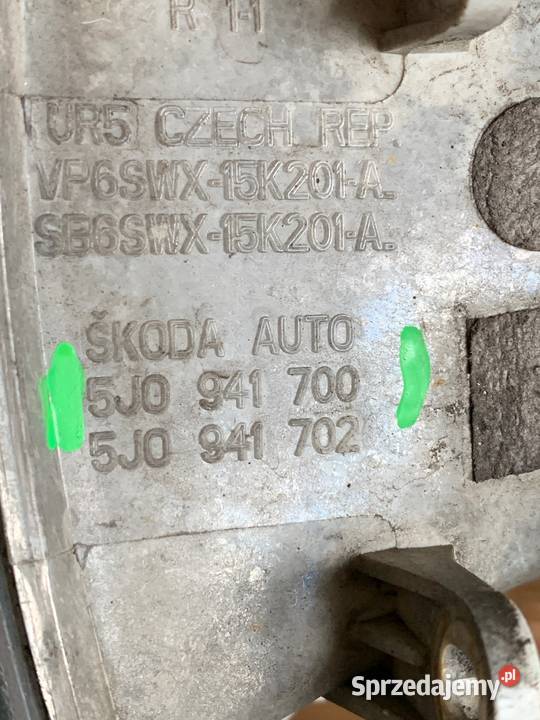 R 1-1
UR5 CZECH REP.
VP6SWX-15K201-A..
SB6SWX-15K201-A..
ŠKODA AUTO
5J0 941 700
5J0 941 702
Sprzedajemy.pl